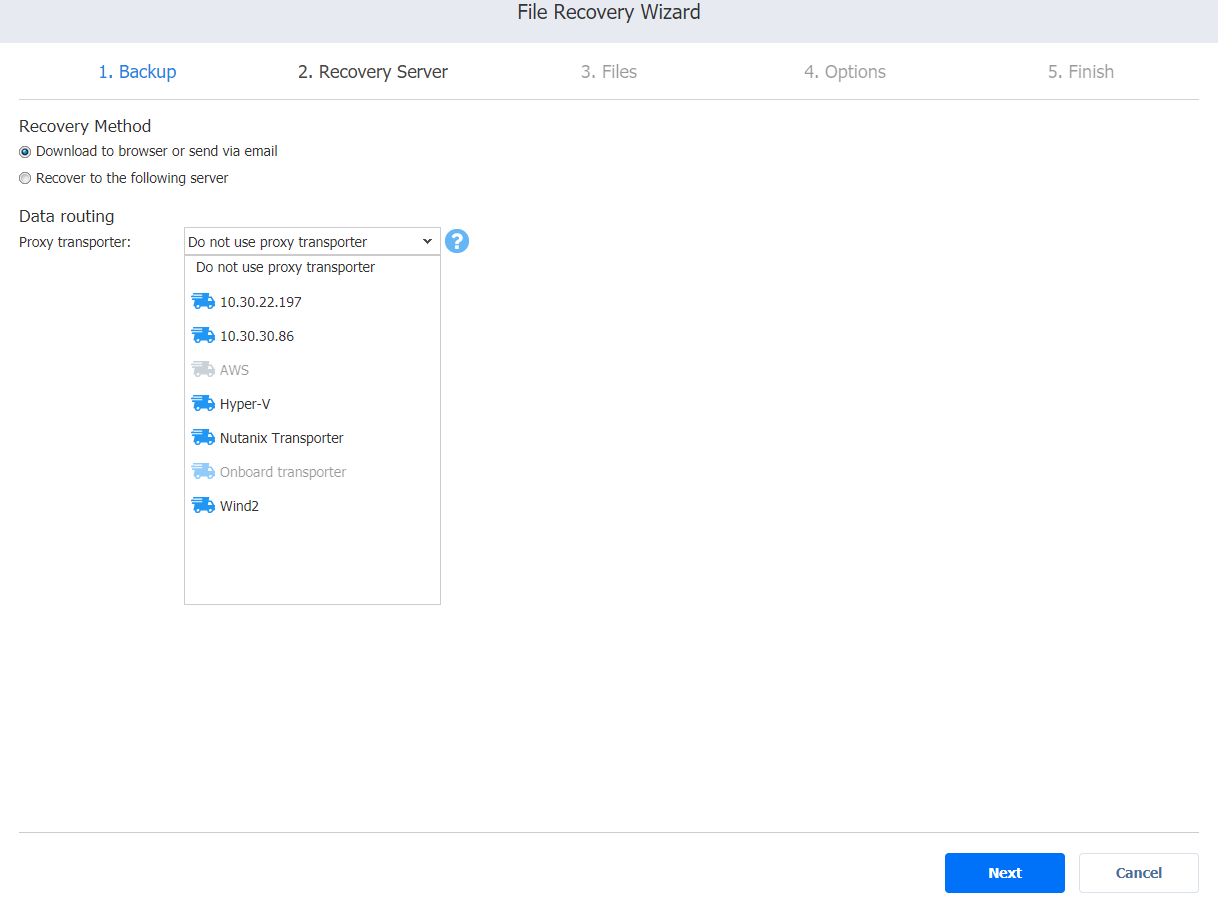 File Recovery Wizard
1. Backup 2. Recovery Server 3. Files 4. Options 5. Finish
Recovery Method
Download to browser or send via email
Recover to the following server
Data routing
Proxy transporter: Do not use proxy transporter ?
Do not use proxy transporter
10.30.22.197
10.30.30.86
AWS
Hyper-V
Nutanix Transporter
Onboard transporter
Wind2
Next Cancel